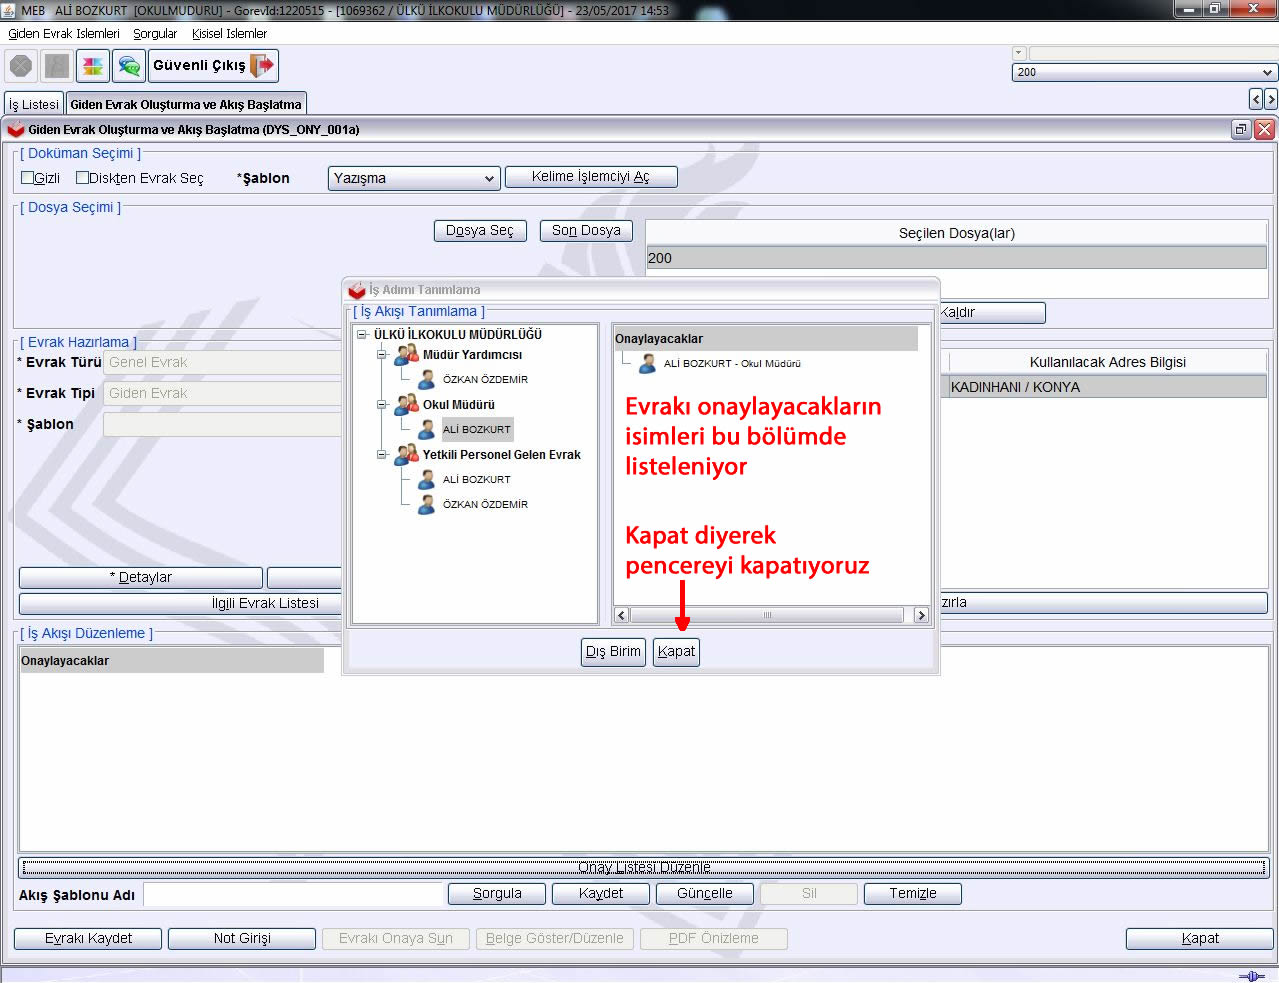 MEB   ALİ BOZKURT  [OKULMUDURU] - GorevId:1220515 - [1069362 / ÜLKÜ İLKOKULU MÜDÜRLÜĞÜ] - 23/05/2017 14:53
Giden Evrak Islemleri   Sorgular   Kisisel Islemler
Güvenli Çıkış
200
İş Listesi   Giden Evrak Oluşturma ve Akış Başlatma
Giden Evrak Oluşturma ve Akış Başlatma (DYS_ONY_001a)
[ Doküman Seçimi ]
Gizli   Diskten Evrak Seç   *Şablon   Yazışma   Kelime İşlemciyi Aç
[ Dosya Seçimi ]
Dosya Seç   Son Dosya   Seçilen Dosya(lar)
200
Kaldır
İş Adımı Tanımlama
[ İş Akışı Tanımlama ]
ÜLKÜ İLKOKULU MÜDÜRLÜĞÜ
Müdür Yardımcısı
ÖZKAN ÖZDEMİR
Okul Müdürü
ALİ BOZKURT
Yetkili Personel Gelen Evrak
ALİ BOZKURT
ÖZKAN ÖZDEMİR
Onaylayacaklar
ALİ BOZKURT - Okul Müdürü
Evrakı onaylayacakların
isimleri bu bölümde
listeleniyor
Kapat diyerek
pencereyi kapatıyoruz
Dış Birim   Kapat
[ Evrak Hazırlama ]
* Evrak Türü   Genel Evrak
* Evrak Tipi   Giden Evrak
* Şablon
Kullanılacak Adres Bilgisi
KADINHANI / KONYA
* Detaylar
İlgili Evrak Listesi
zırla
[ İş Akışı Düzenleme ]
Onaylayacaklar
Onay Listesi Düzenle
Akış Şablonu Adı   Sorgula   Kaydet   Güncelle   Sil   Temizle
Evrakı Kaydet   Not Girişi   Evrakı Onaya Sun   Belge Göster/Düzenle   PDF Önizleme   Kapat